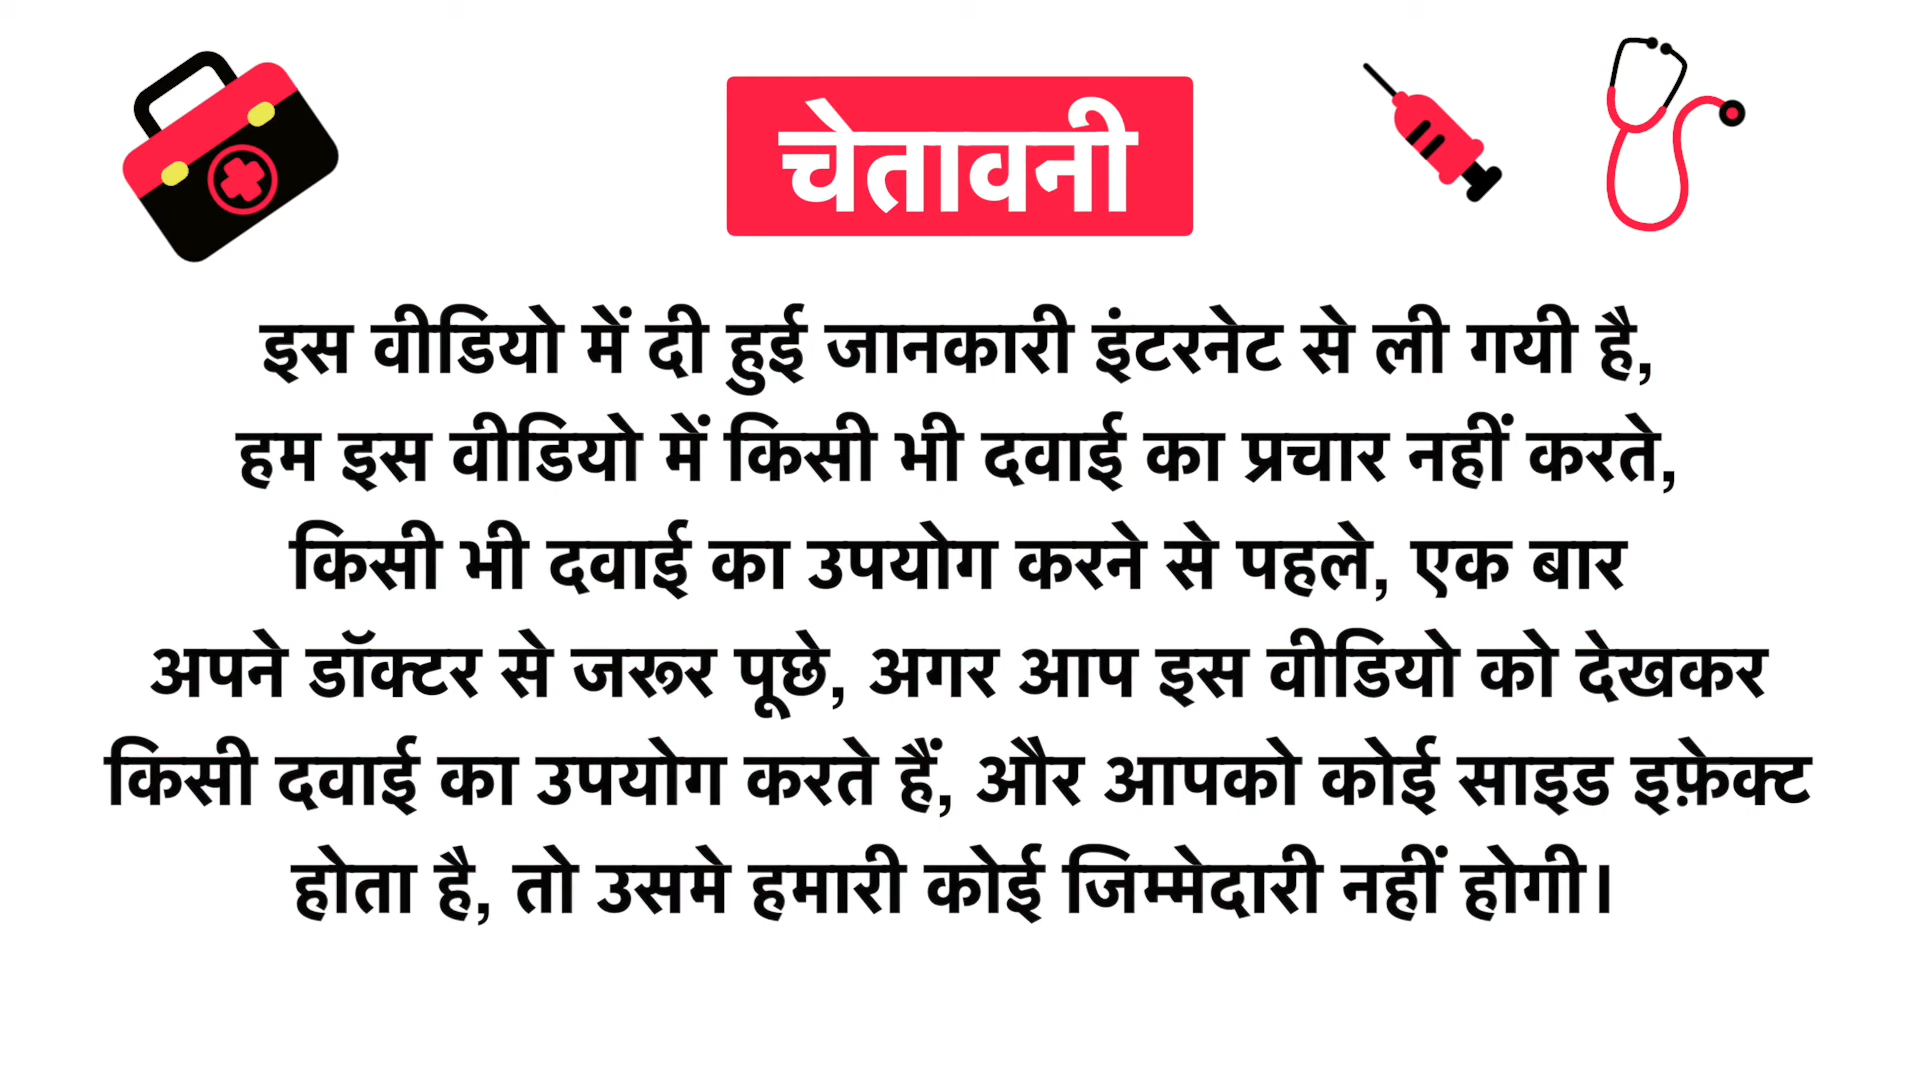 चेतावनी
इस वीडियो में दी हुई जानकारी इंटरनेट से ली गयी है,
हम इस वीडियो में किसी भी दवाई का प्रचार नहीं करते,
किसी भी दवाई का उपयोग करने से पहले, एक बार
अपने डॉक्टर से जरूर पूछे, अगर आप इस वीडियो को देखकर
किसी दवाई का उपयोग करते हैं, और आपको कोई साइड इफ़ेक्ट
होता है, तो उसमे हमारी कोई जिम्मेदारी नहीं होगी।